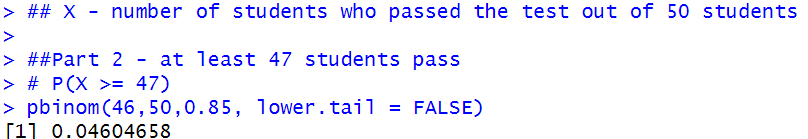 > ## X - number of students who passed the test out of 50 students
>
> ##Part 2 - at least 47 students pass
> # P(X >= 47)
> pbinom(46,50,0.85, lower.tail = FALSE)
[1] 0.04604658